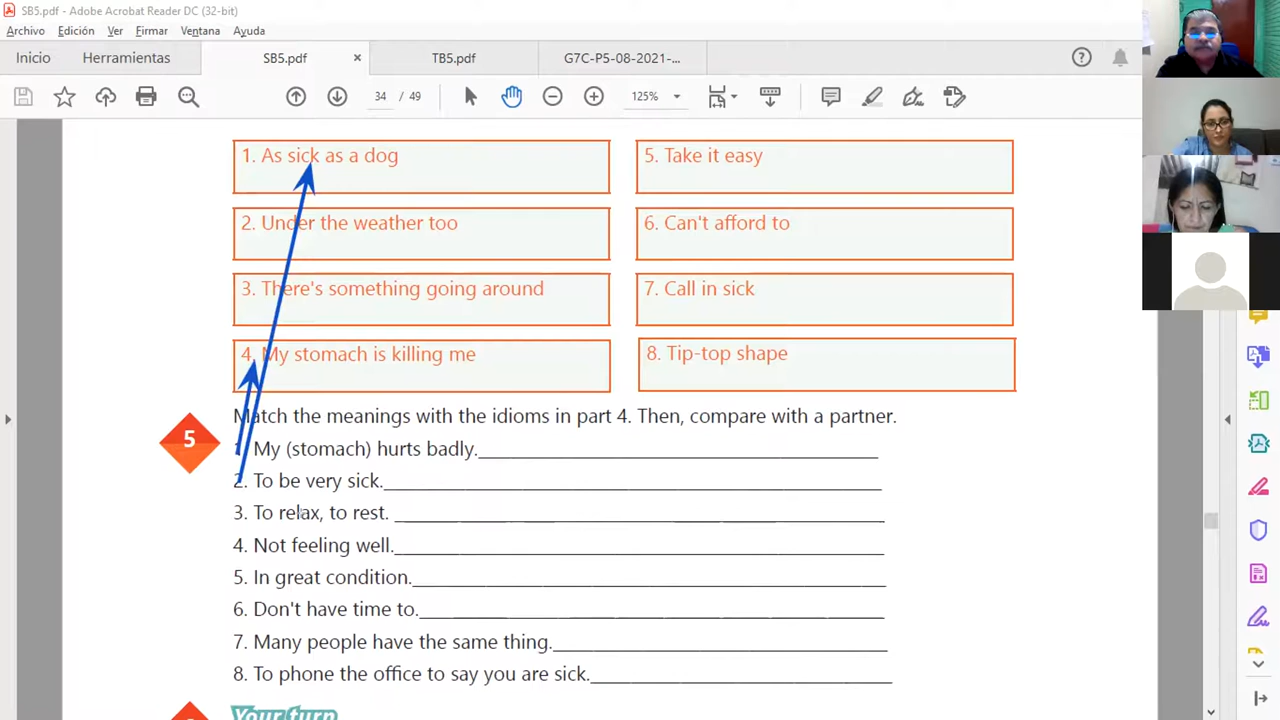 SB5.pdf - Adobe Acrobat Reader DC (32-bit)
Archivo Edición Ver Firmar Ventana Ayuda
Inicio Herramientas SB5.pdf × TB5.pdf G7C-P5-08-2021-...
34 / 49 125%
1. As sick as a dog
5. Take it easy
2. Under the weather too
6. Can't afford to
3. There's something going around
7. Call in sick
4. My stomach is killing me
8. Tip-top shape
5
Match the meanings with the idioms in part 4. Then, compare with a partner.
1. My (stomach) hurts badly.
2. To be very sick.
3. To relax, to rest.
4. Not feeling well.
5. In great condition.
6. Don't have time to.
7. Many people have the same thing.
8. To phone the office to say you are sick.
Your turn